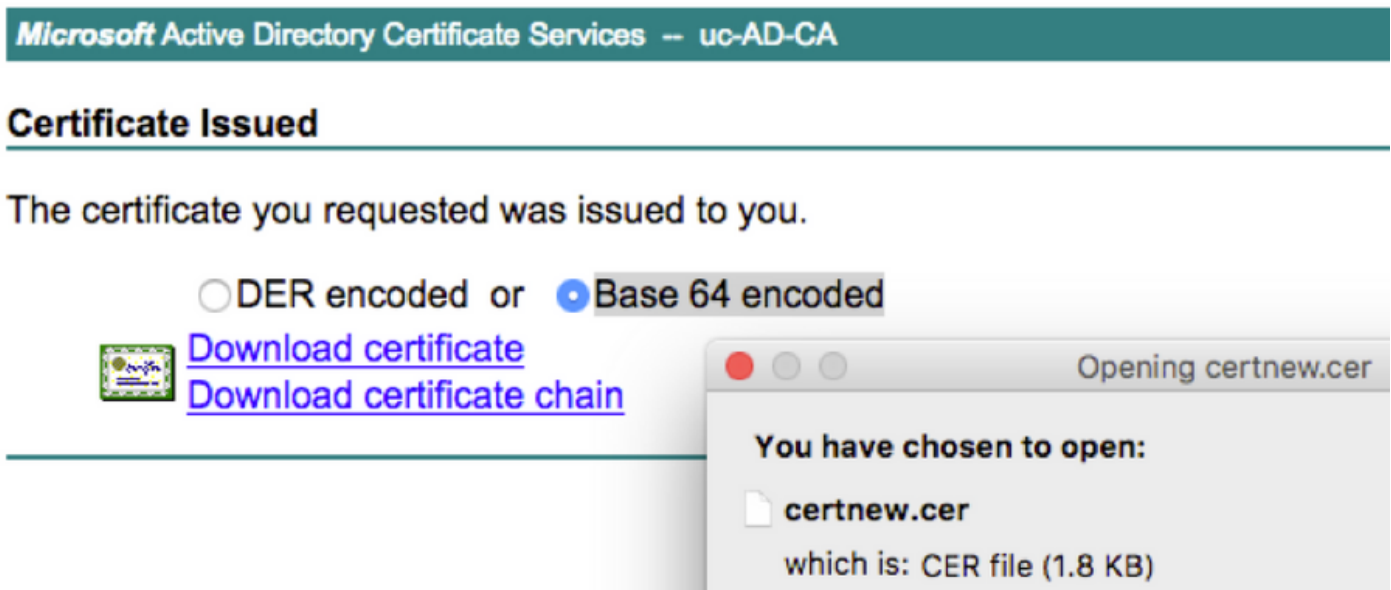 Microsoft Active Directory Certificate Services -- uc-AD-CA
Certificate Issued
The certificate you requested was issued to you.
DER encoded or Base 64 encoded
Download certificate
Download certificate chain
Opening certnew.cer
You have chosen to open:
certnew.cer
which is: CER file (1.8 KB)